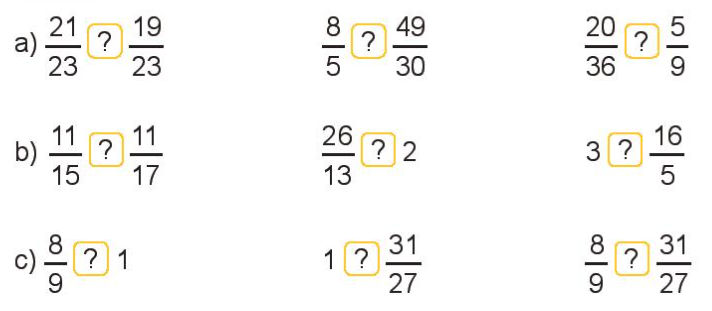 a) 21/23 ? 19/23   8/5 ? 49/30   20/36 ? 5/9
b) 11/15 ? 11/17   26/13 ? 2   3 ? 16/5
c) 8/9 ? 1   1 ? 31/27   8/9 ? 31/27